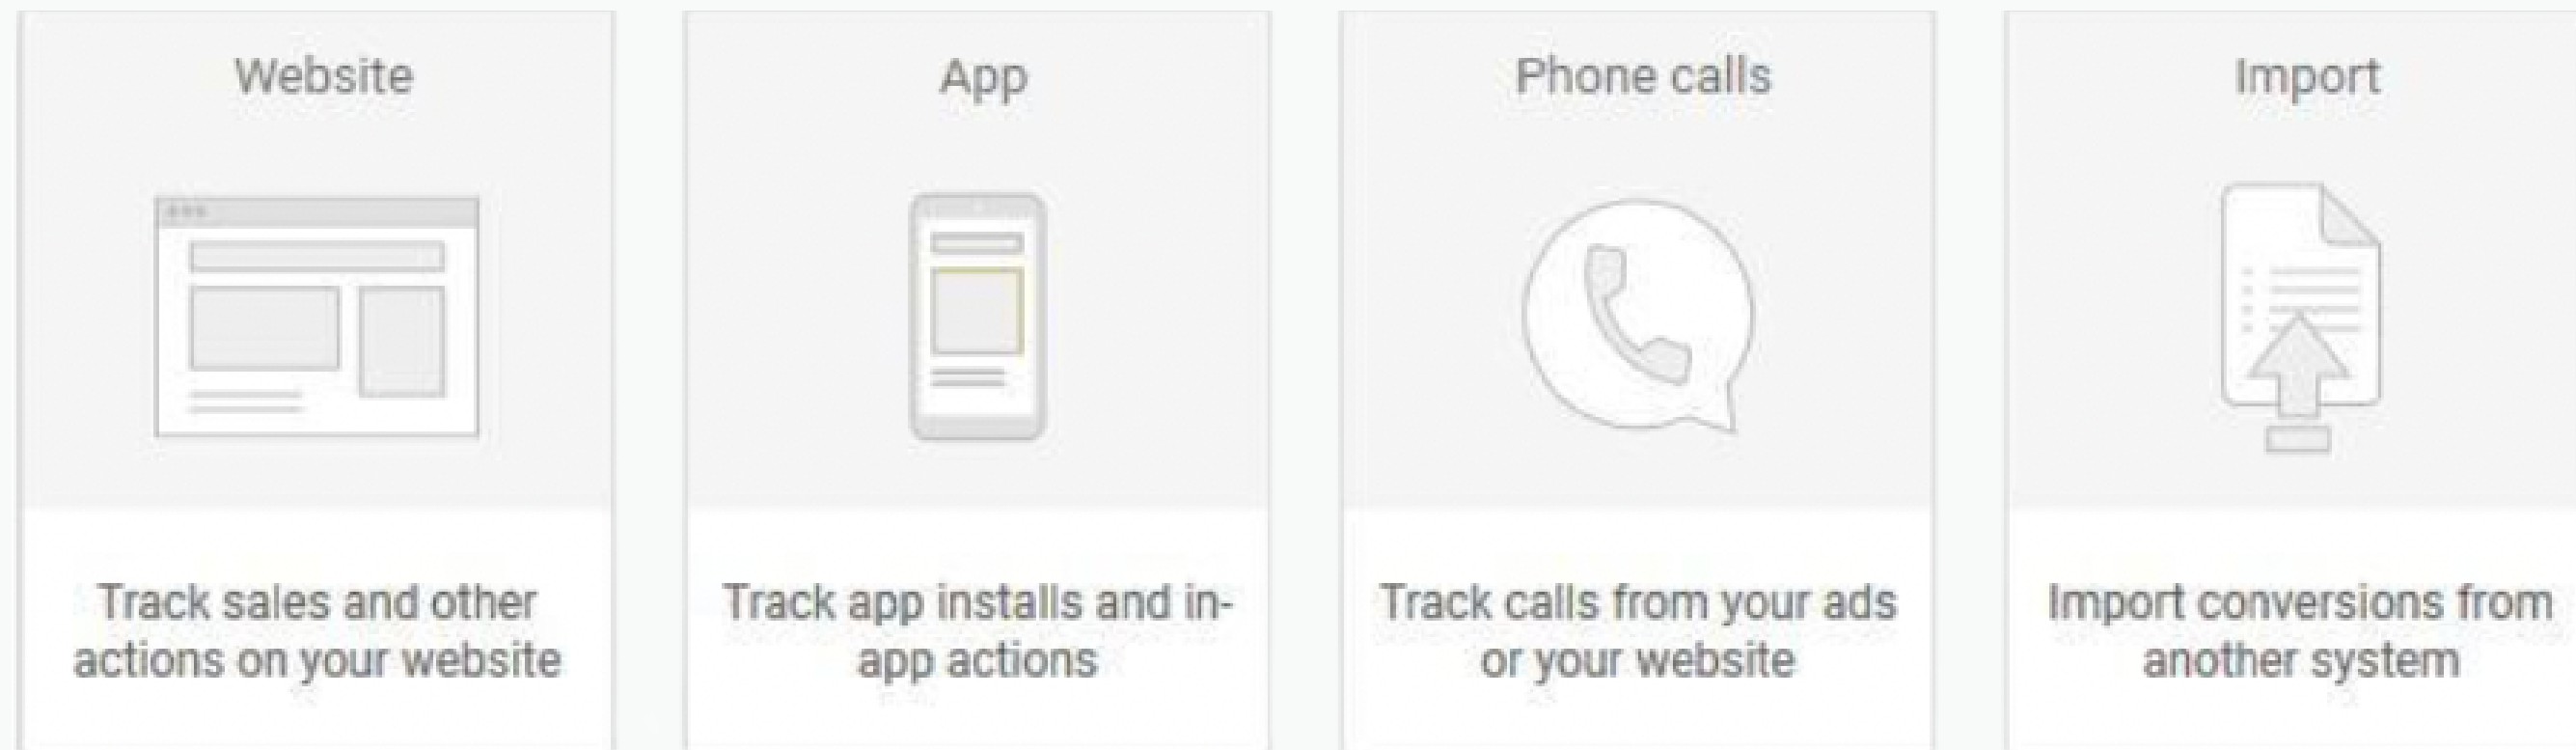 Website
Track sales and other
actions on your website
App
Track app installs and in-
app actions
Phone calls
Track calls from your ads
or your website
Import
Import conversions from
another system